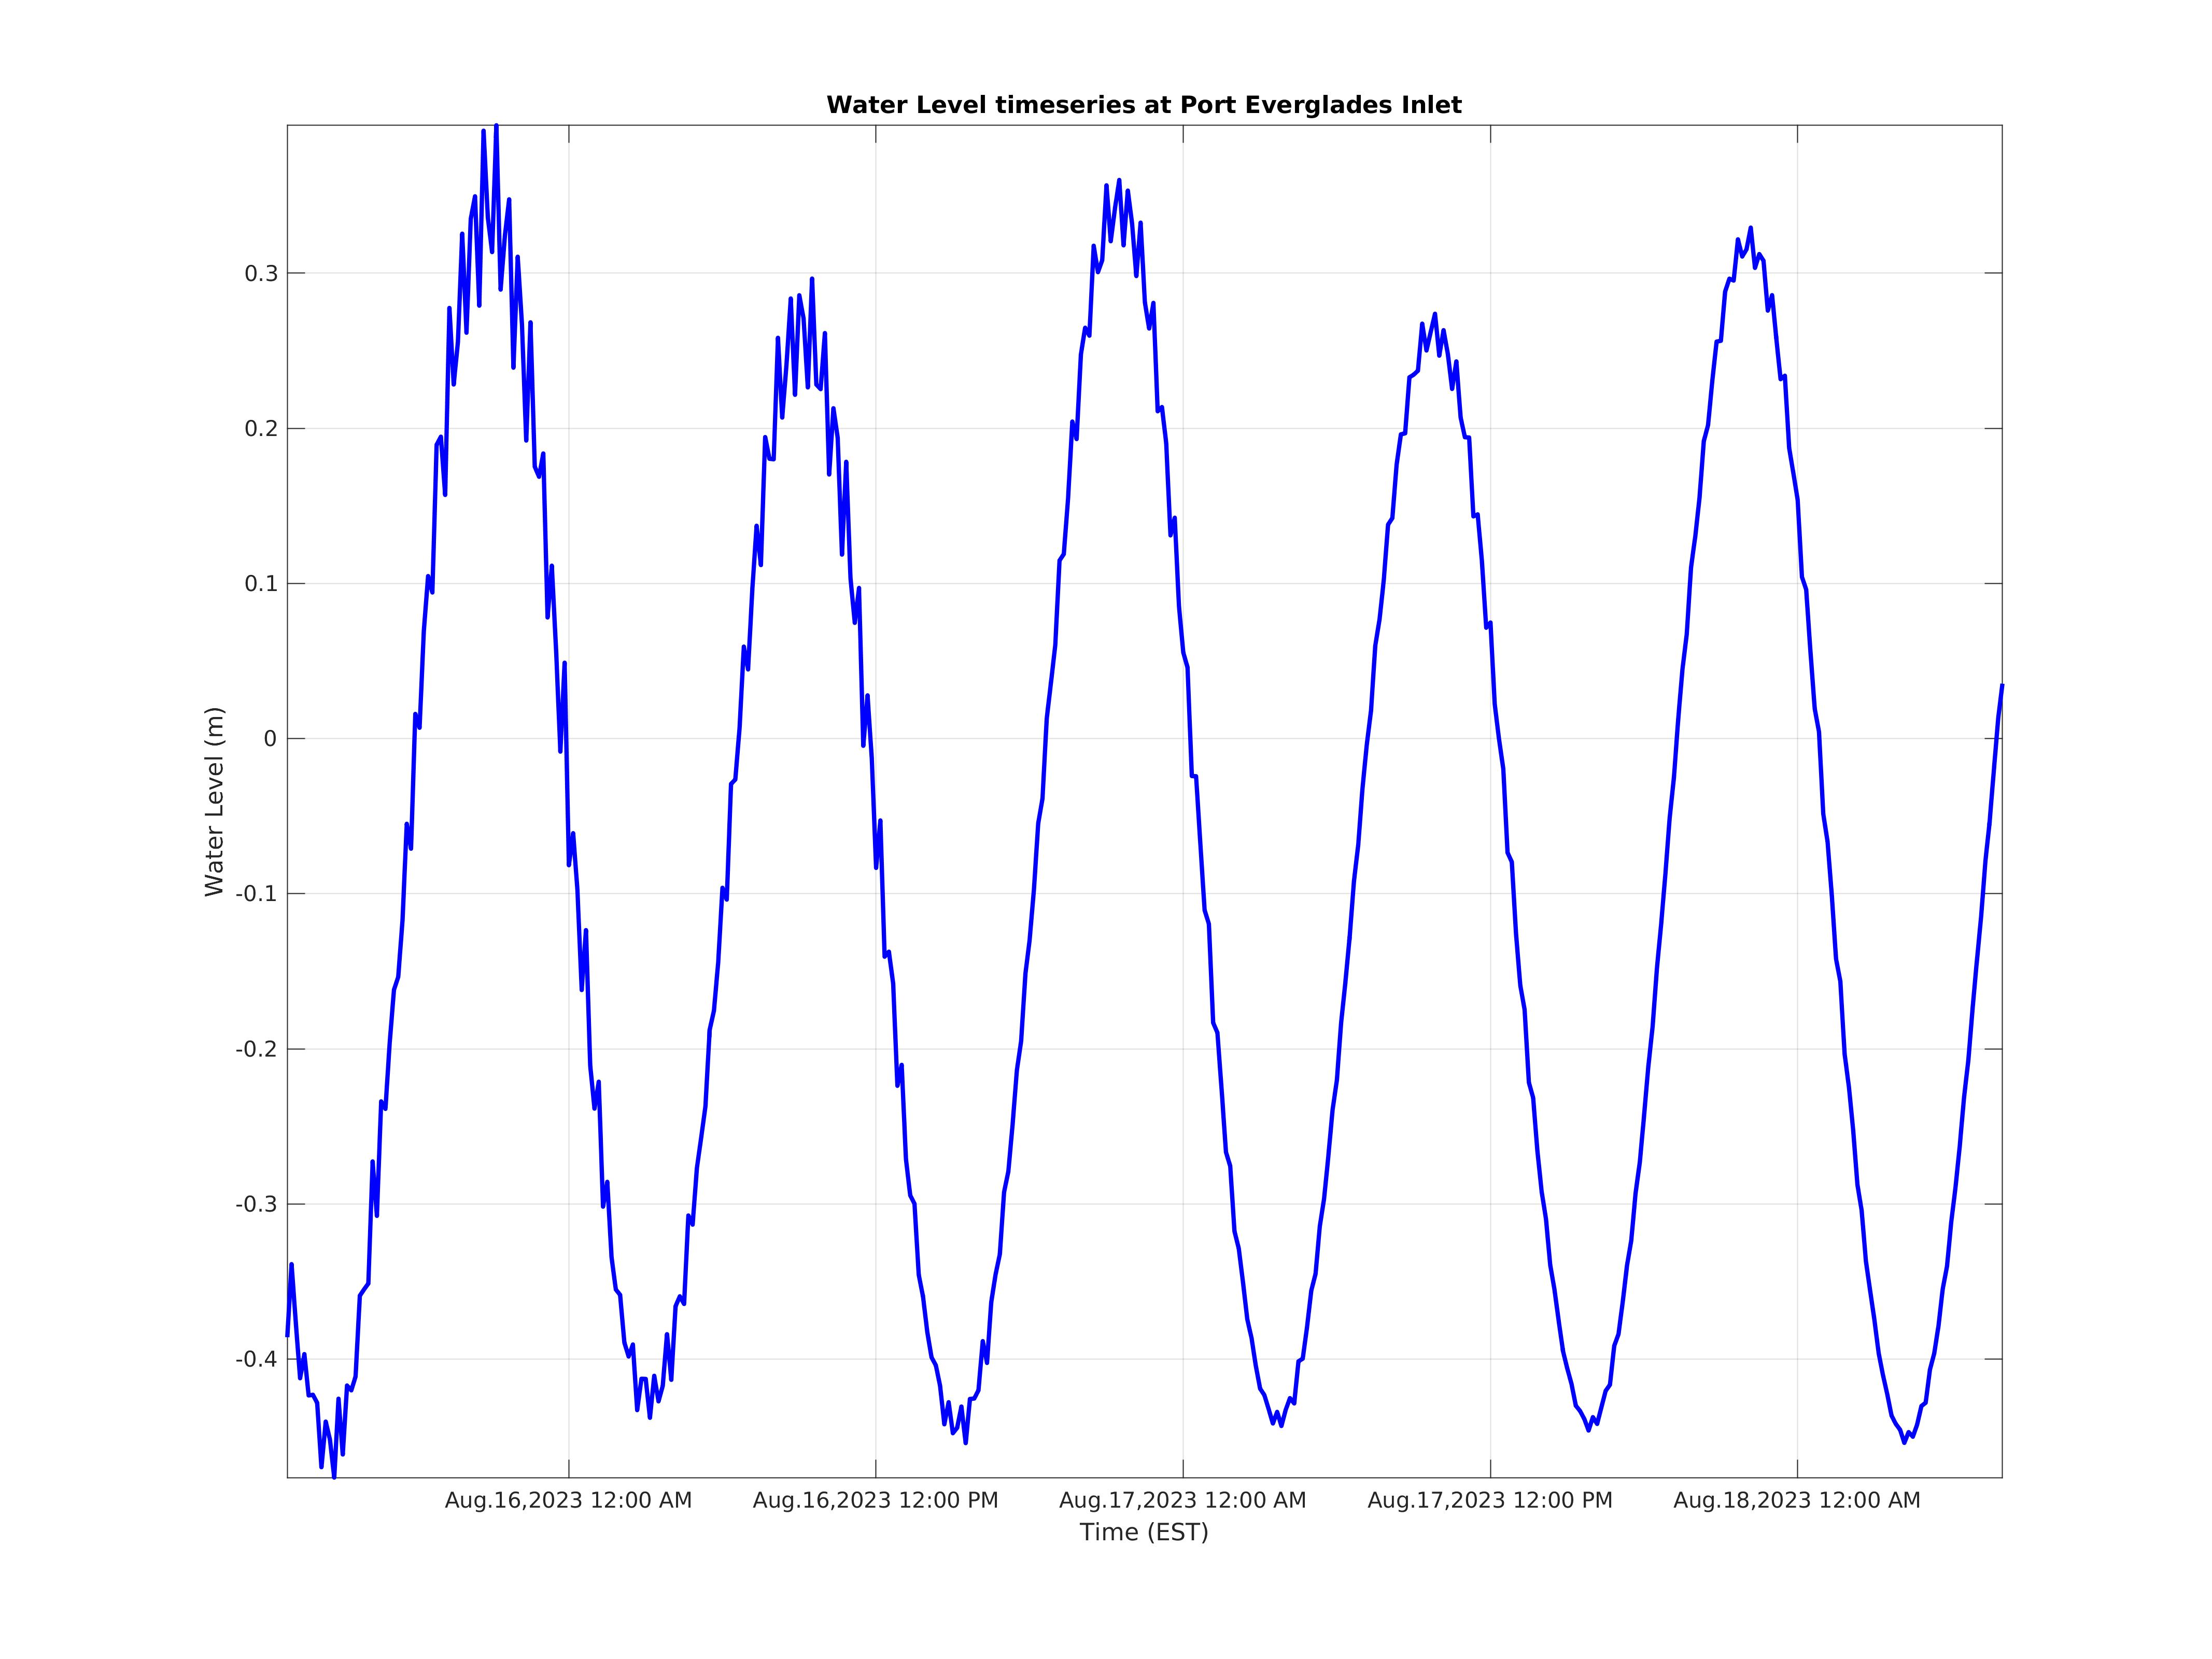 Water Level timeseries at Port Everglades Inlet
0.3
0.2
0.1
0
-0.1
-0.2
-0.3
-0.4
Water Level (m)
Aug.16,2023 12:00 AM Aug.16,2023 12:00 PM Aug.17,2023 12:00 AM Aug.17,2023 12:00 PM Aug.18,2023 12:00 AM
Time (EST)